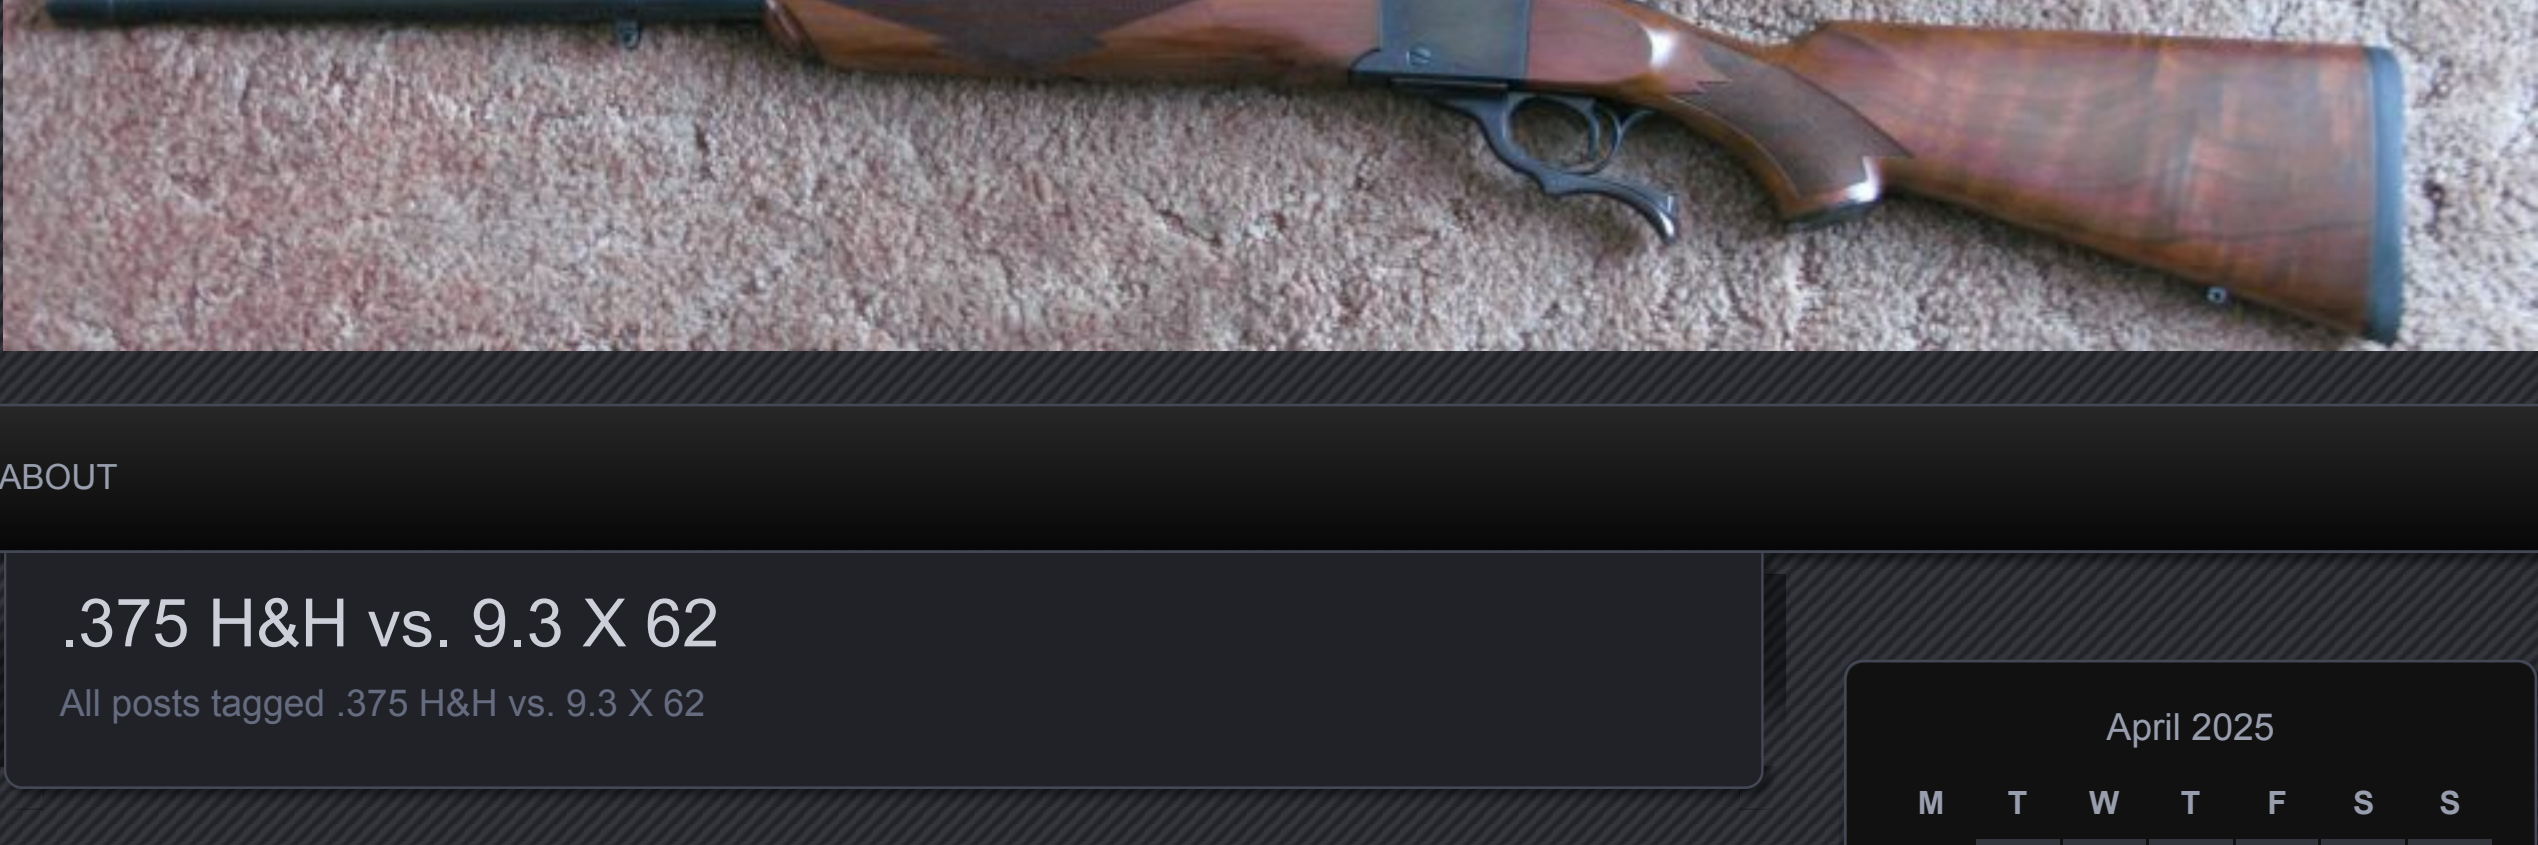 ABOUT
.375 H&H vs. 9.3 X 62
All posts tagged .375 H&H vs. 9.3 X 62
April 2025
M T W T F S S